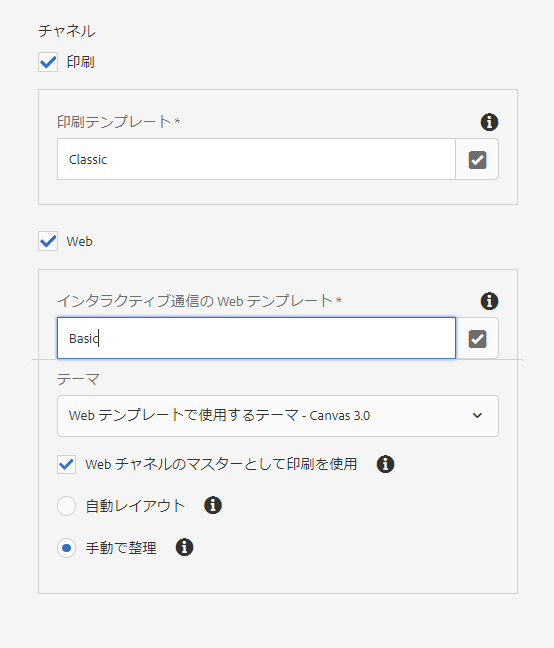 チャネル
印刷
印刷テンプレート *
Classic
Web
インタラクティブ通信の Web テンプレート *
Basic
テーマ
Web テンプレートで使用するテーマ - Canvas 3.0
Web チャネルのマスターとして印刷を使用
自動レイアウト
手動で整理